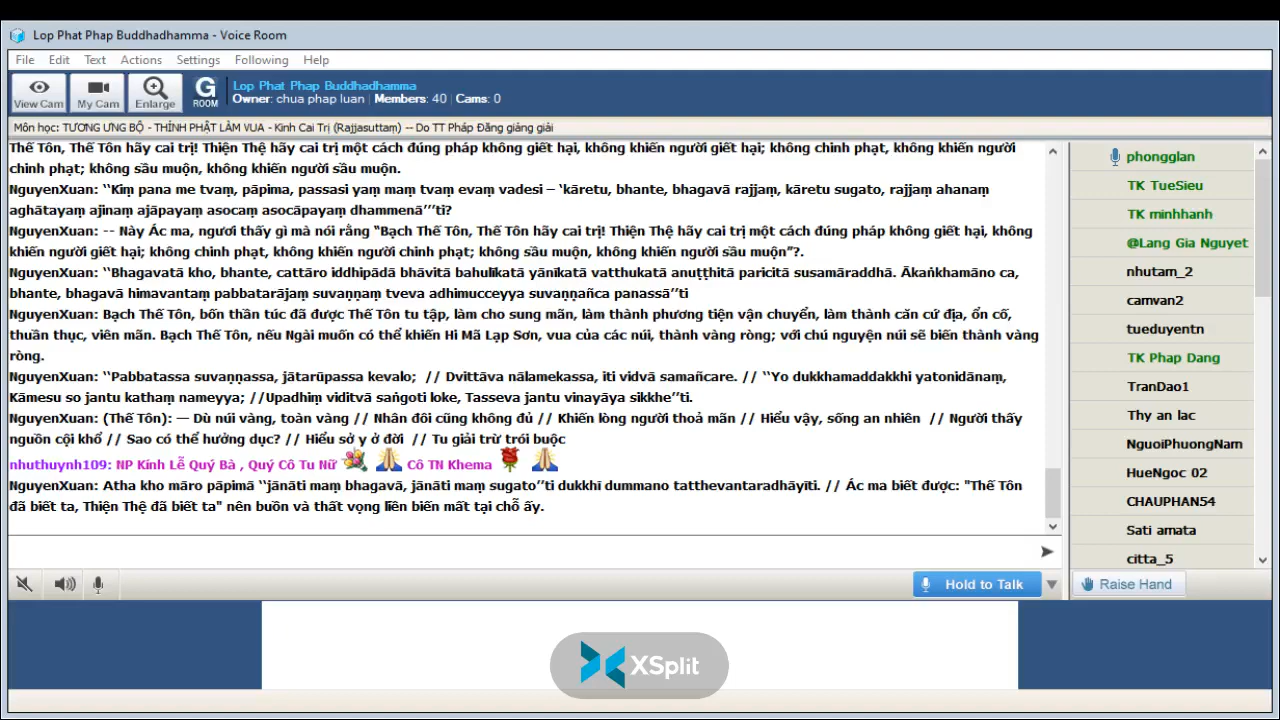 Lop Phat Phap Buddhadhamma - Voice Room
File Edit Text Actions Settings Following Help
View Cam My Cam Enlarge G ROOM
Lop Phat Phap Buddhadhamma
Owner: chua phap luan | Members: 40 | Cams: 0
Môn học: TƯƠNG ƯNG BỘ - THỈNH PHẬT LÀM VUA - Kinh Cai Trị (Rajjasuttaṃ) -- Do TT Pháp Đăng giảng giải
Thế Tôn, Thế Tôn hãy cai trị! Thiện Thệ hãy cai trị một cách đúng pháp không giết hại, không khiến người giết hại; không chinh phạt, không khiến người
chinh phạt; không sầu muộn, không khiến người sầu muộn.
NguyenXuan: ‘‘Kiṃ pana me tvaṃ, pāpima, passasi yaṃ maṃ tvaṃ evaṃ vadesi – ‘kāretu, bhante, bhagavā rajjaṃ, kāretu sugato, rajjaṃ ahanaṃ
aghātayaṃ ajinaṃ ajāpayaṃ asocaṃ asocāpayaṃ dhammenā’’’ti?
NguyenXuan: -- Này Ác ma, ngươi thấy gì mà nói rằng “Bạch Thế Tôn, Thế Tôn hãy cai trị! Thiện Thệ hãy cai trị một cách đúng pháp không giết hại, không
khiến người giết hại; không chinh phạt, không khiến người chinh phạt; không sầu muộn, không khiến người sầu muộn”?.
NguyenXuan: ‘‘Bhagavatā kho, bhante, cattāro iddhipādā bhāvitā bahulīkatā yānīkatā vatthukatā anuṭṭhitā paricitā susamāraddhā. Ākaṅkhamāno ca,
bhante, bhagavā himavantaṃ pabbatarājaṃ suvaṇṇaṃ tveva adhimucceyya suvaṇṇañca panassā’’ti
NguyenXuan: Bạch Thế Tôn, bốn thần túc đã được Thế Tôn tu tập, làm cho sung mãn, làm thành phương tiện vận chuyển, làm thành căn cứ địa, ổn cố,
thuần thục, viên mãn. Bạch Thế Tôn, nếu Ngài muốn có thể khiến Hi Mã Lạp Sơn, vua của các núi, thành vàng ròng; với chú nguyện núi sẽ biến thành vàng
ròng.
NguyenXuan: ‘‘Pabbatassa suvaṇṇassa, jātarūpassa kevalo; // Dvittāva nālamekassa, iti vidvā samañcare. // ‘‘Yo dukkhamaddakkhi yatonidānaṃ,
Kāmesu so jantu kathaṃ nameyya; //Upadhiṃ viditvā saṅgoti loke, Tasseva jantu vinayāya sikkhe’’ti.
NguyenXuan: (Thế Tôn): — Dù núi vàng, toàn vàng // Nhân đôi cũng không đủ // Khiến lòng người thoả mãn // Hiểu vậy, sống an nhiên // Người thấy
nguồn cội khổ // Sao có thể hưởng dục? // Hiểu sở y ở đời // Tu giải trừ trói buộc
nhuthuynh109: NP Kính Lễ Quý Bà , Quý Cô Tu Nữ Cô TN Khema
NguyenXuan: Atha kho māro pāpimā ‘‘jānāti maṃ bhagavā, jānāti maṃ sugato’’ti dukkhī dummano tatthevantaradhāyīti. // Ác ma biết được: "Thế Tôn
đã biết ta, Thiện Thệ đã biết ta" nên buồn và thất vọng liền biến mất tại chỗ ấy.
phongglan
TK TueSieu
TK minhhanh
@Lang Gia Nguyet
nhutam_2
camvan2
tueduyentn
TK Phap Dang
TranDao1
Thy an lac
NguoiPhuongNam
HueNgoc 02
CHAUPHAN54
Sati amata
citta_5
Hold to Talk
Raise Hand
XSplit